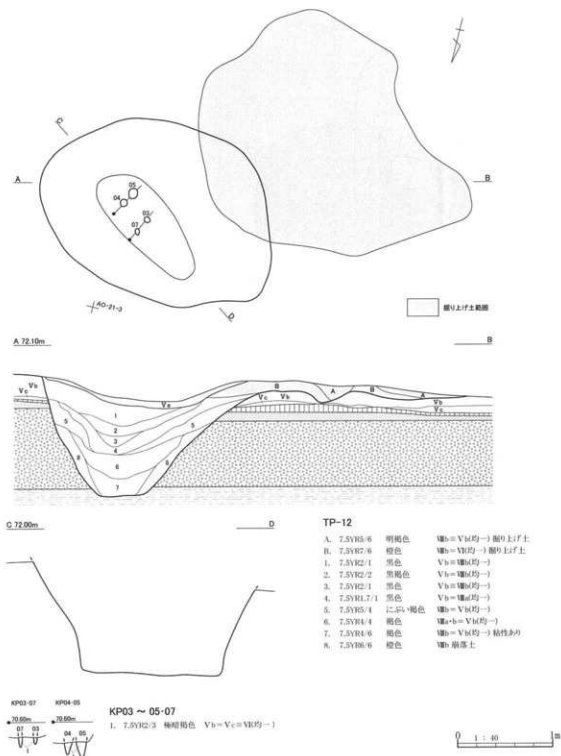 C
A
B
05
04
03
07
AO-21-3
D
掘り上げ土範囲
A 72.10m
B
Vb
Vc
Va
B
A
B
A
Vc
Vb
Vb
Vc
1
2
3
4
5
5
6
7
8
8
C 72.00m
D
TP-12
A. 7.5YR5/6 明褐色 Ⅷb≡Ⅴb(均一) 掘り上げ土
B. 7.5YR7/6 橙色 Ⅷb=Ⅵ(均一) 掘り上げ土
1. 7.5YR2/1 黒色 Ⅴb≡Ⅷb(均一)
2. 7.5YR2/2 黒褐色 Ⅴb=Ⅷb(均一)
3. 7.5YR2/1 黒色 Ⅴb≡Ⅷb(均一)
4. 7.5YR1.7/1 黒色 Ⅴb=Ⅷa(均一)
5. 7.5YR5/4 にぶい褐色 Ⅷb=Ⅴb(均一)
6. 7.5YR4/4 褐色 Ⅷa・b=Ⅴb(均一)
7. 7.5YR4/6 褐色 Ⅷb=Ⅴb(均一) 粘性あり
8. 7.5YR6/6 橙色 Ⅷb 崩落土
KP03-07
KP04-05
70.60m
70.60m
07 03
04 05
KP03 ～ 05・07
1. 7.5YR2/3 極暗褐色 Ⅴb=Ⅴc≡Ⅵ(均一)
0 1:40 1m